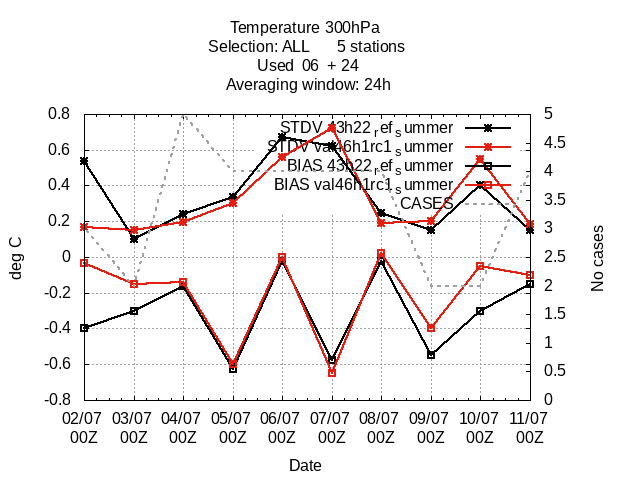 Temperature 300hPa
Selection: ALL 5 stations
Used 06 + 24
Averaging window: 24h
STDV 43h22refsummer
STDV val46h1rc1summer
BIAS 43h22refsummer
BIAS val46h1rc1summer
CASES
0.8
0.6
0.4
0.2
0
-0.2
-0.4
-0.6
-0.8
deg C
5
4.5
4
3.5
3
2.5
2
1.5
1
0.5
0
No cases
02/07 03/07 04/07 05/07 06/07 07/07 08/07 09/07 10/07 11/07
00Z 00Z 00Z 00Z 00Z 00Z 00Z 00Z 00Z 00Z
Date